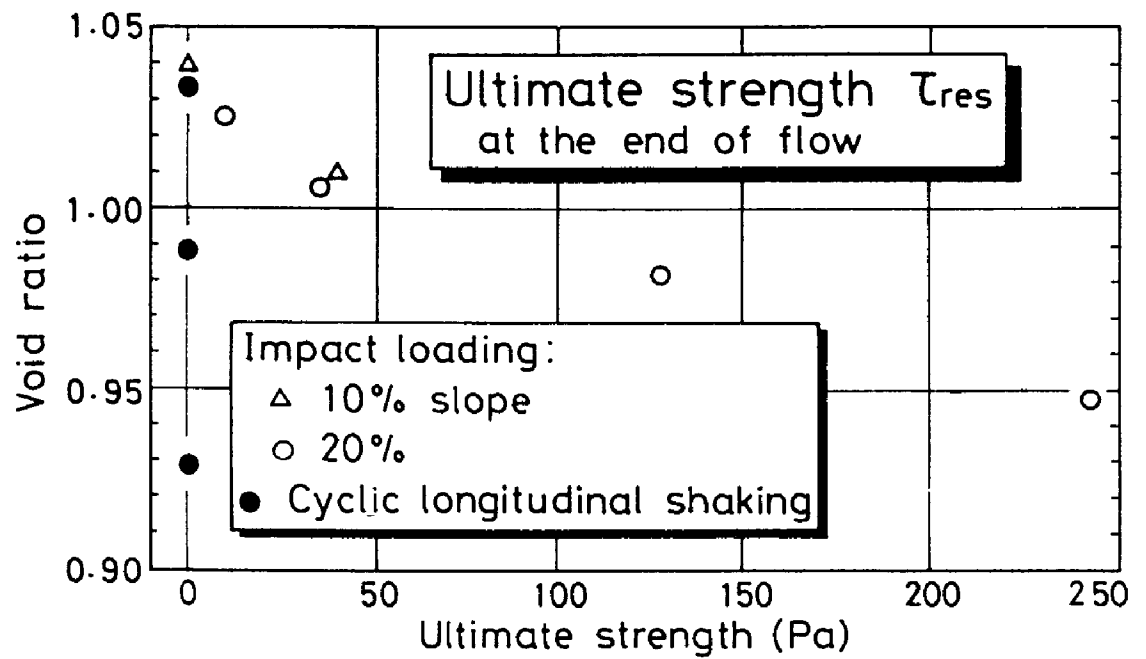 1.05
Ultimate strength τres
at the end of flow
1.00
Void ratio
Impact loading:
△ 10% slope
0.95
○ 20%
● Cyclic longitudinal shaking
0.90
0 50 100 150 200 250
Ultimate strength (Pa)